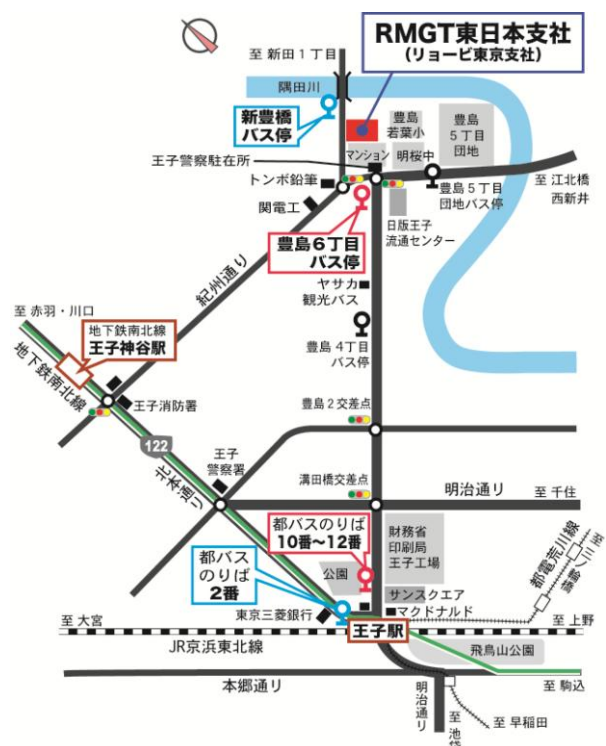 RMGT東日本支社
(リョービ東京支社)
至 新田1丁目
隅田川
新豊橋
バス停
豊島
若葉小
豊島
5丁目
団地
王子警察駐在所
マンション
明桜中
トンボ鉛筆
関電工
豊島5丁目
団地バス停
至 江北橋
西新井
豊島6丁目
バス停
日版王子
流通センター
紀州通り
ヤサカ
観光バス
至 赤羽・川口
地下鉄南北線
王子神谷駅
地下鉄南北線
豊島4丁目
バス停
王子消防署
豊島2交差点
122
北本通り
王子
警察署
溝田橋交差点
明治通り
至 千住
都バスのりば
10番~12番
財務省
印刷局
王子工場
都電荒川線
至 三ノ輪橋
都バス
のりば
2番
公園
サンスクエア
マクドナルド
東京三菱銀行
王子駅
至 大宮
至 上野
JR京浜東北線
飛鳥山公園
本郷通り
至 駒込
明治通り
至 池袋
至 早稲田